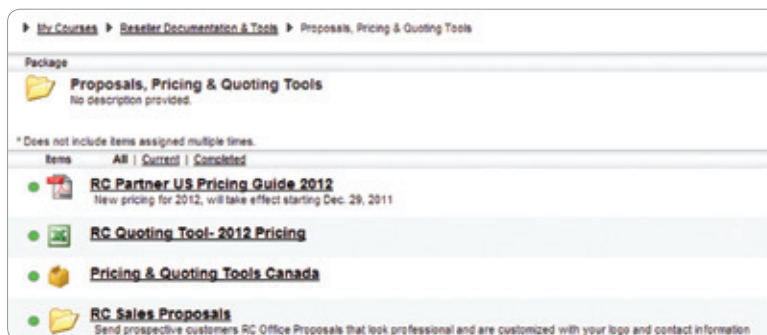 My Courses ▶ Reseller Documentation & Tools ▶ Proposals, Pricing & Quoting Tools
Package
Proposals, Pricing & Quoting Tools
No description provided.
* Does not include items assigned multiple times.
Items All | Current | Completed
RC Partner US Pricing Guide 2012
New pricing for 2012, will take effect starting Dec. 29, 2011
RC Quoting Tool- 2012 Pricing
Pricing & Quoting Tools Canada
RC Sales Proposals
Send prospective customers RC Office Proposals that look professional and are customized with your logo and contact information